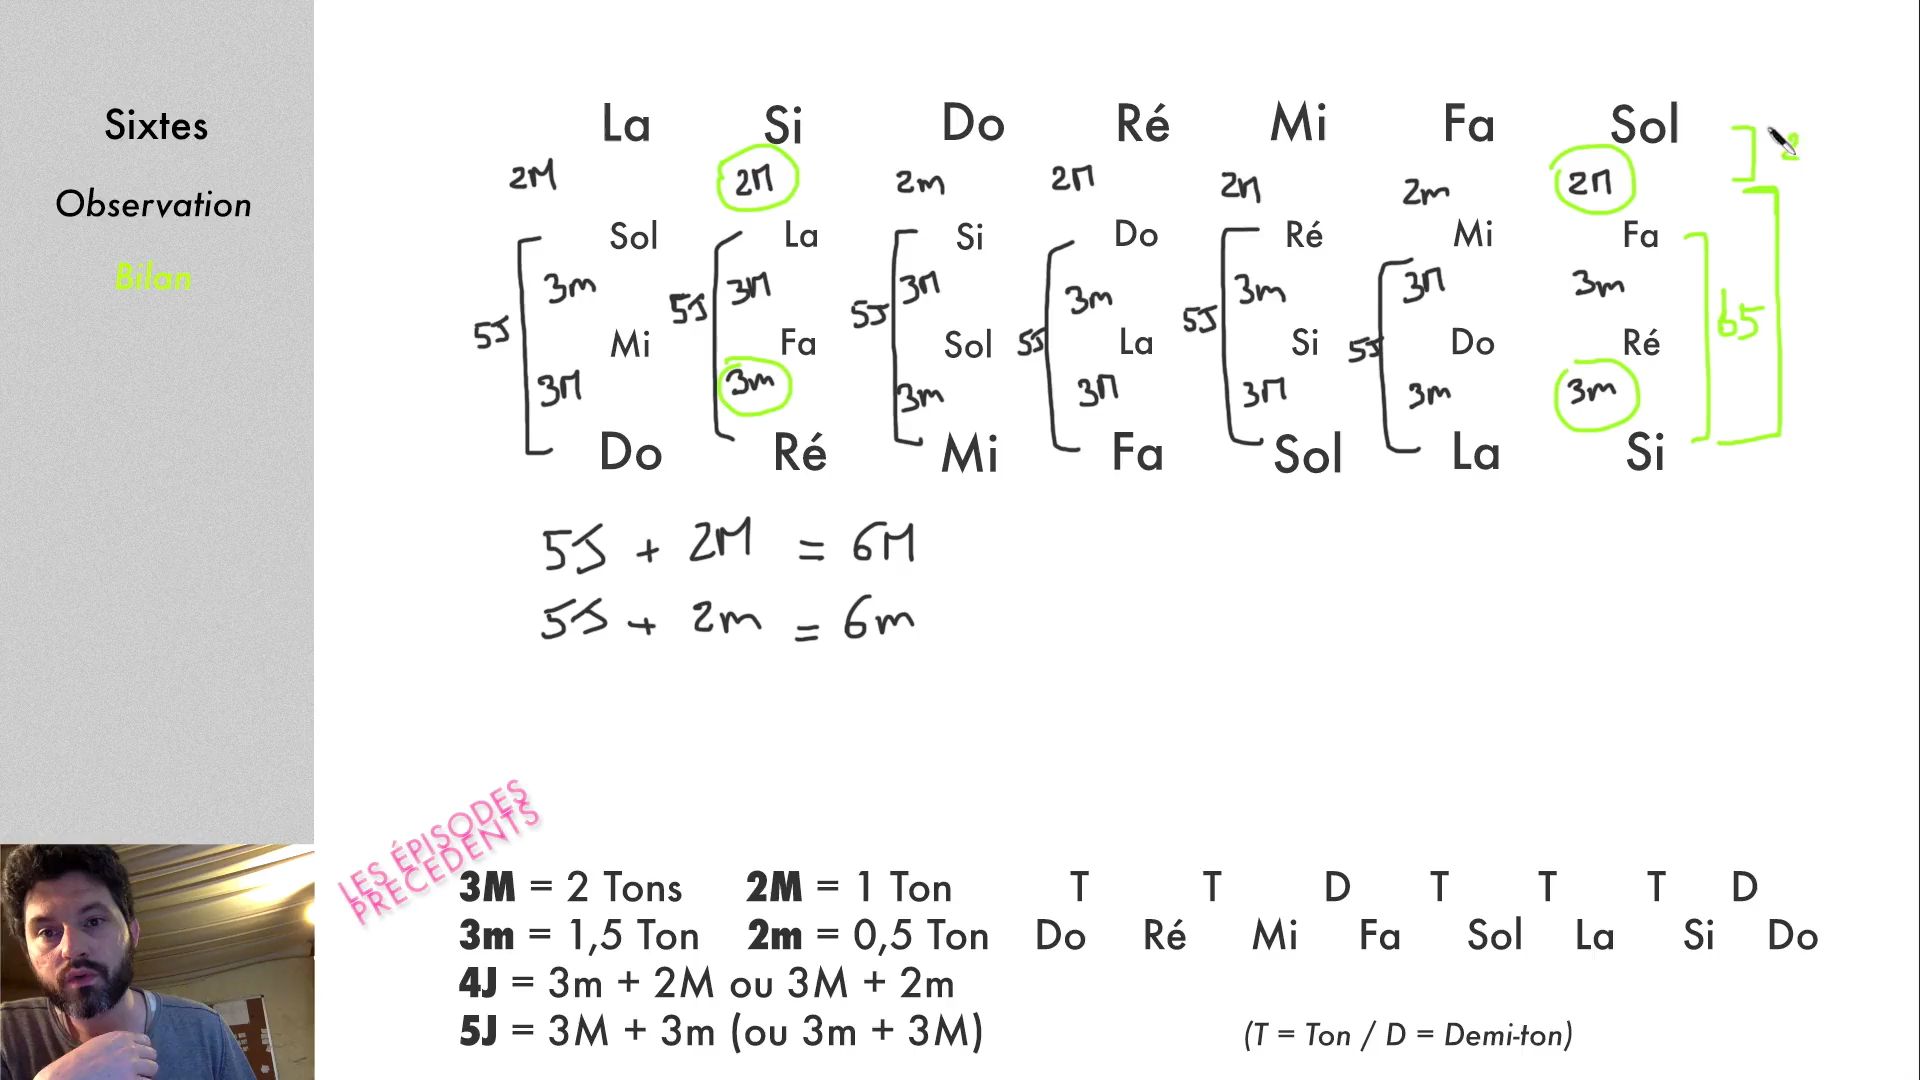 Sixtes
Observation
Bilan
La Si Do Ré Mi Fa Sol
2M 2M 2m 2M 2M 2m 2M 2
Sol La Si Do Ré Mi Fa
3m 3M 3M 3m 3m 3M 3m
5J 5J 5J 5J 5J 5J b5
Mi Fa Sol La Si Do Ré
3M 3m 3m 3M 3M 3m 3m
Do Ré Mi Fa Sol La Si
5J + 2M = 6M
5J + 2m = 6m
LES ÉPISODES
PRECEDENTS
3M = 2 Tons 2M = 1 Ton T T D T T T D
3m = 1,5 Ton 2m = 0,5 Ton Do Ré Mi Fa Sol La Si Do
4J = 3m + 2M ou 3M + 2m
5J = 3M + 3m (ou 3m + 3M) (T = Ton / D = Demi-ton)